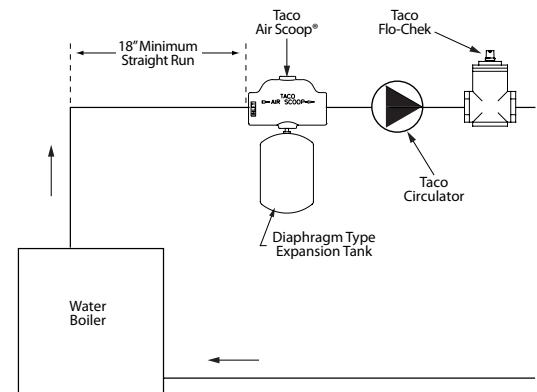 Taco
Air Scoop®
Taco
Flo-Chek
18" Minimum
Straight Run
TACO
AIR SCOOP
Taco
Circulator
Diaphragm Type
Expansion Tank
Water
Boiler